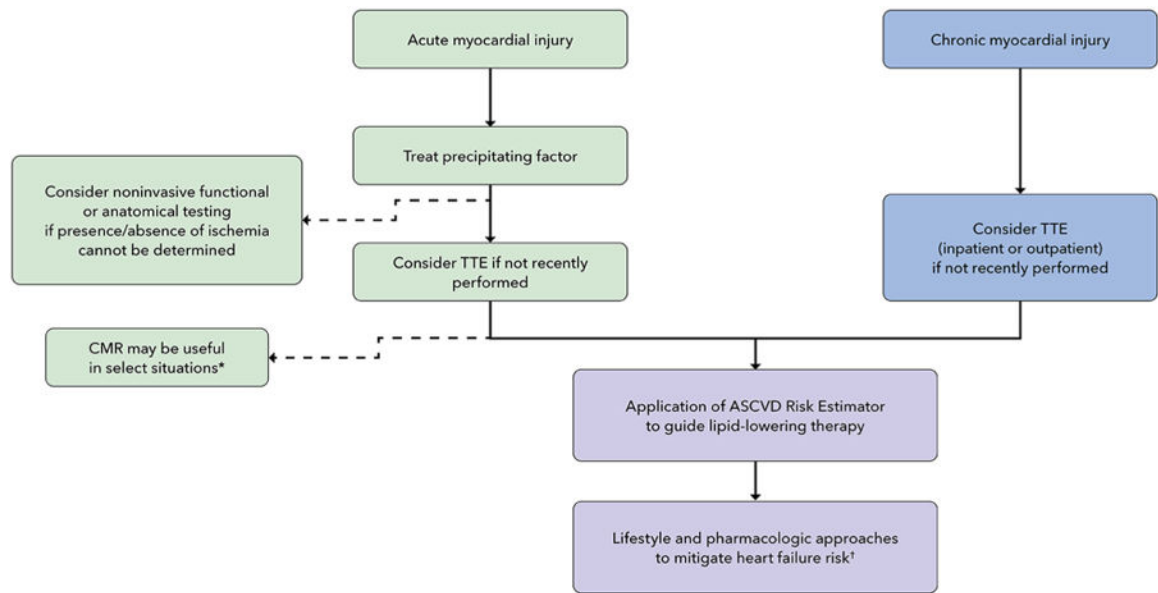 Acute myocardial injury
Chronic myocardial injury
Treat precipitating factor
Consider noninvasive functional
or anatomical testing
if presence/absence of ischemia
cannot be determined
Consider TTE if not recently
performed
Consider TTE
(inpatient or outpatient)
if not recently performed
CMR may be useful
in select situations*
Application of ASCVD Risk Estimator
to guide lipid-lowering therapy
Lifestyle and pharmacologic approaches
to mitigate heart failure risk†